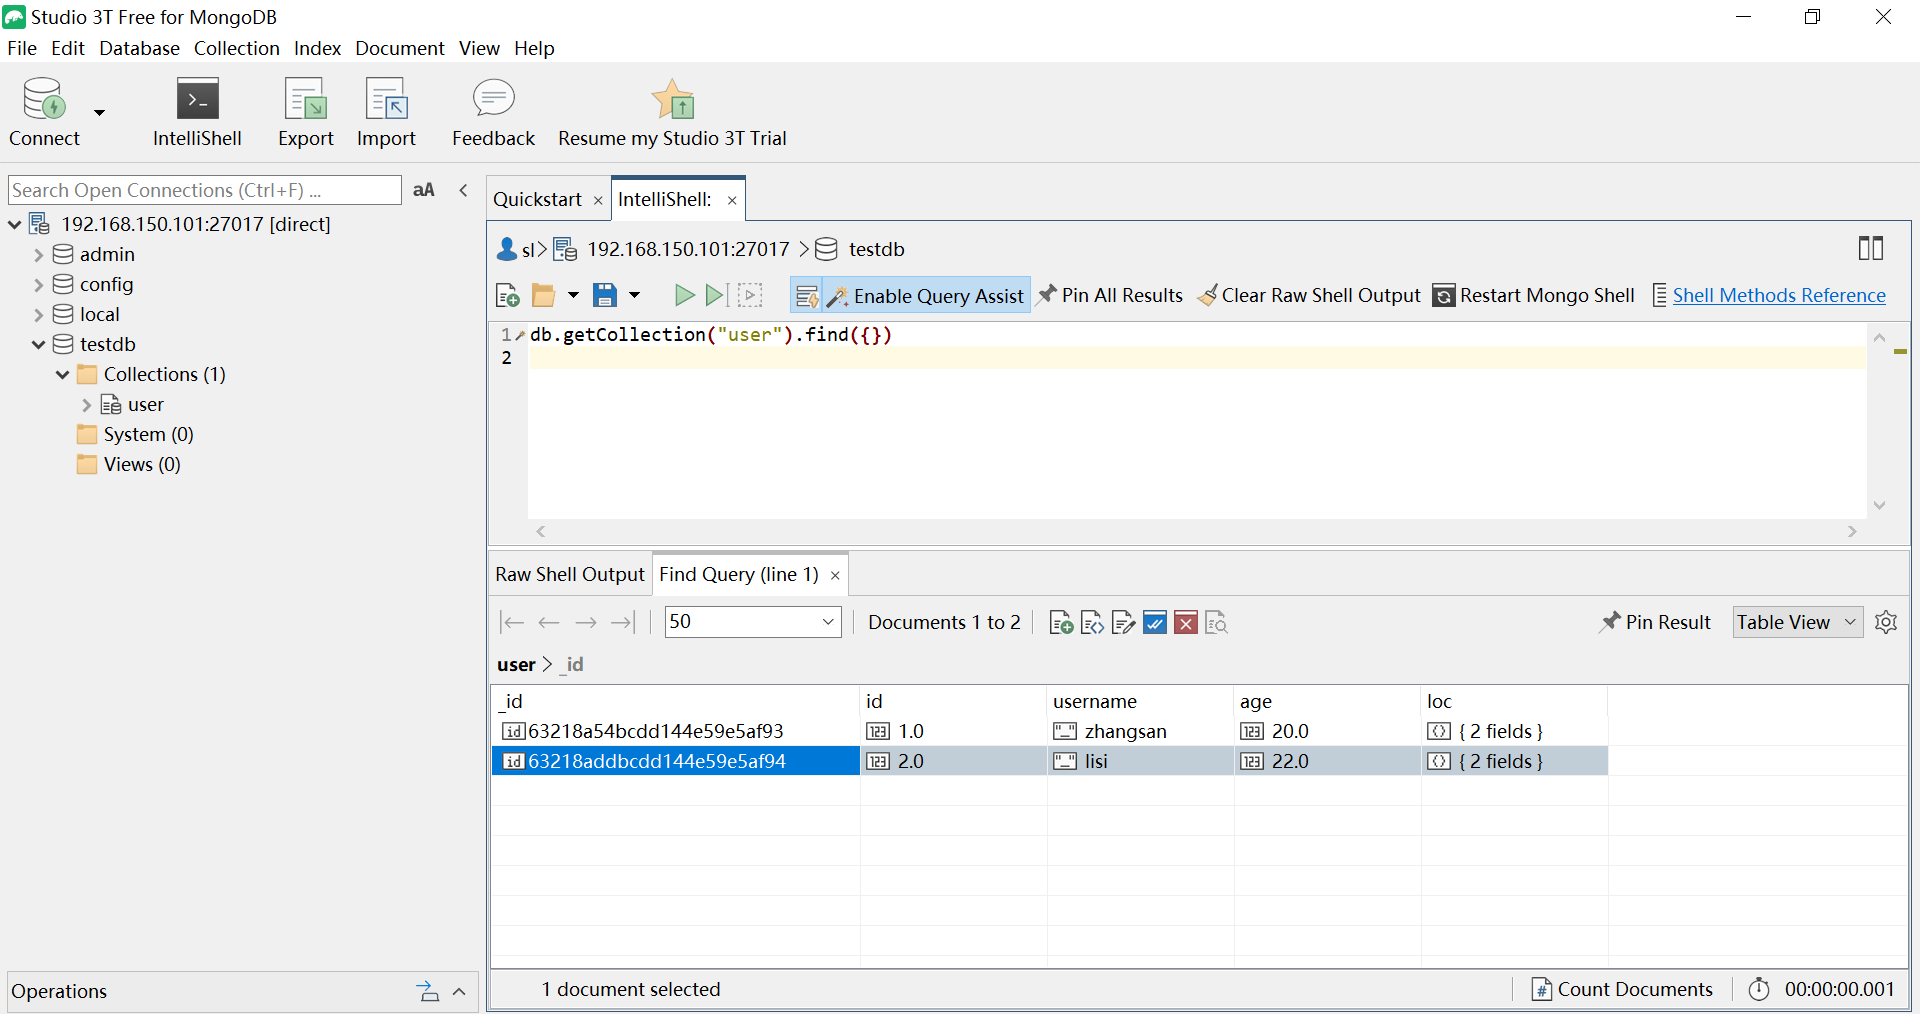 Studio 3T Free for MongoDB
File Edit Database Collection Index Document View Help
Connect IntelliShell Export Import Feedback Resume my Studio 3T Trial
Search Open Connections (Ctrl+F) ... aA
192.168.150.101:27017 [direct]
admin
config
local
testdb
Collections (1)
user
System (0)
Views (0)
Operations
Quickstart IntelliShell:
sl 192.168.150.101:27017 testdb
Enable Query Assist Pin All Results Clear Raw Shell Output Restart Mongo Shell Shell Methods Reference
1 db.getCollection("user").find({})
2
Raw Shell Output Find Query (line 1)
50 Documents 1 to 2 Pin Result Table View
user > _id
_id id username age loc
id 63218a54bcdd144e59e5af93 123 1.0 "_" zhangsan 123 20.0 { 2 fields }
id 63218addbcdd144e59e5af94 123 2.0 "_" lisi 123 22.0 { 2 fields }
1 document selected # Count Documents 00:00:00.001